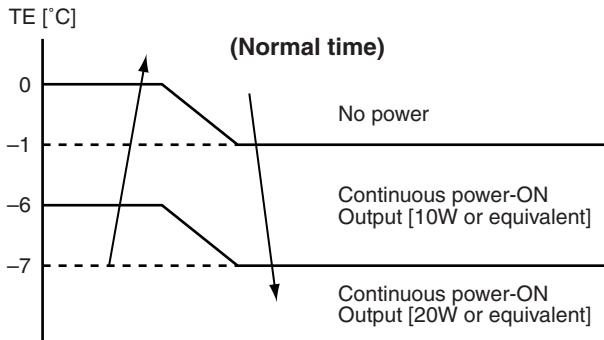 TE [˚C]
(Normal time)
0
No power
–1
Continuous power-ON
–6
Output [10W or equivalent]
–7
Continuous power-ON
Output [20W or equivalent]